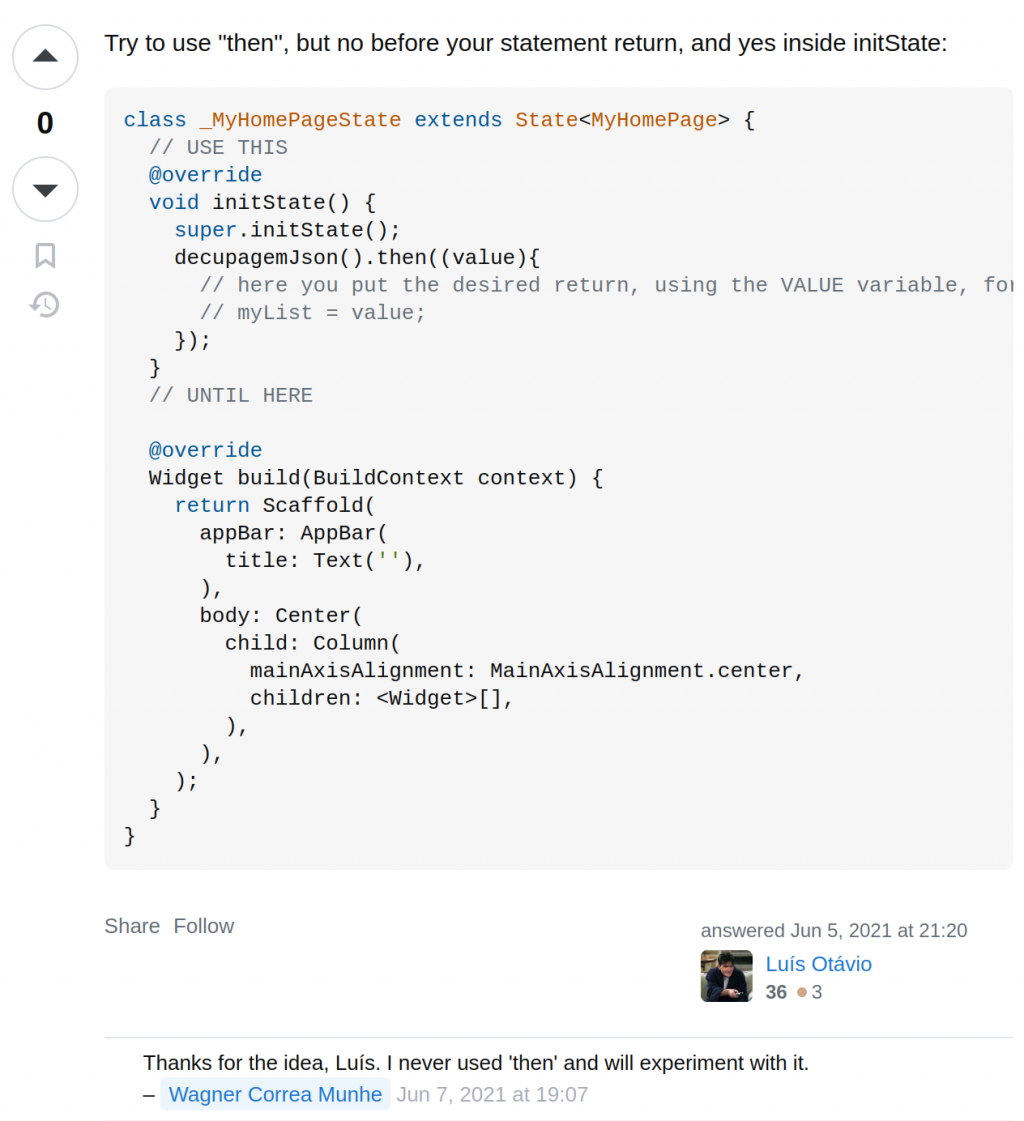 Try to use "then", but no before your statement return, and yes inside initState:
0
class _MyHomePageState extends State<MyHomePage> {
  // USE THIS
  @override
  void initState() {
    super.initState();
    decupagemJson().then((value){
      // here you put the desired return, using the VALUE variable, for
      // myList = value;
    });
  }
  // UNTIL HERE

  @override
  Widget build(BuildContext context) {
    return Scaffold(
      appBar: AppBar(
        title: Text(''),
      ),
      body: Center(
        child: Column(
          mainAxisAlignment: MainAxisAlignment.center,
          children: <Widget>[],
        ),
      ),
    );
  }
}
Share Follow
answered Jun 5, 2021 at 21:20
Luís Otávio
36 3
Thanks for the idea, Luís. I never used 'then' and will experiment with it.
– Wagner Correa Munhe Jun 7, 2021 at 19:07